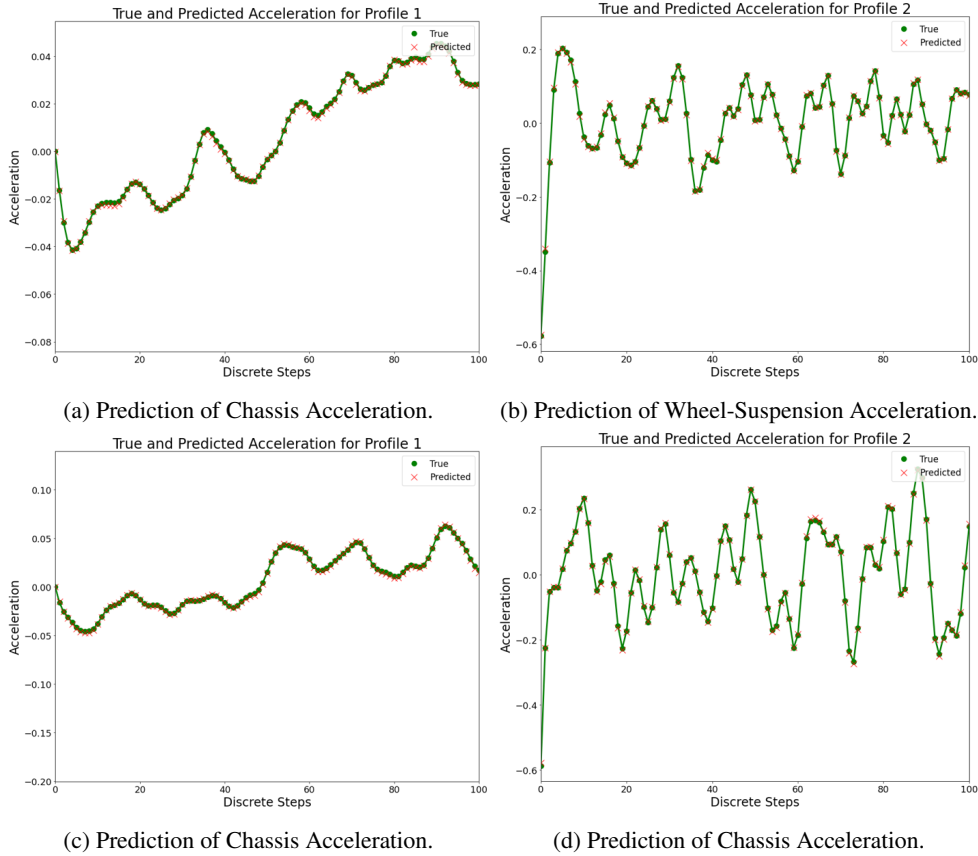 True and Predicted Acceleration for Profile 1
True
Predicted
0.04
0.02
0.00
−0.02
−0.04
−0.06
−0.08
Acceleration
0
20
40
60
80
100
Discrete Steps
(a) Prediction of Chassis Acceleration.
True and Predicted Acceleration for Profile 2
True
Predicted
0.2
0.0
−0.2
−0.4
−0.6
Acceleration
0
20
40
60
80
100
Discrete Steps
(b) Prediction of Wheel-Suspension Acceleration.
True and Predicted Acceleration for Profile 1
True
Predicted
0.10
0.05
0.00
−0.05
−0.10
−0.15
−0.20
Acceleration
0
20
40
60
80
100
Discrete Steps
(c) Prediction of Chassis Acceleration.
True and Predicted Acceleration for Profile 2
True
Predicted
0.2
0.0
−0.2
−0.4
−0.6
Acceleration
0
20
40
60
80
100
Discrete Steps
(d) Prediction of Chassis Acceleration.